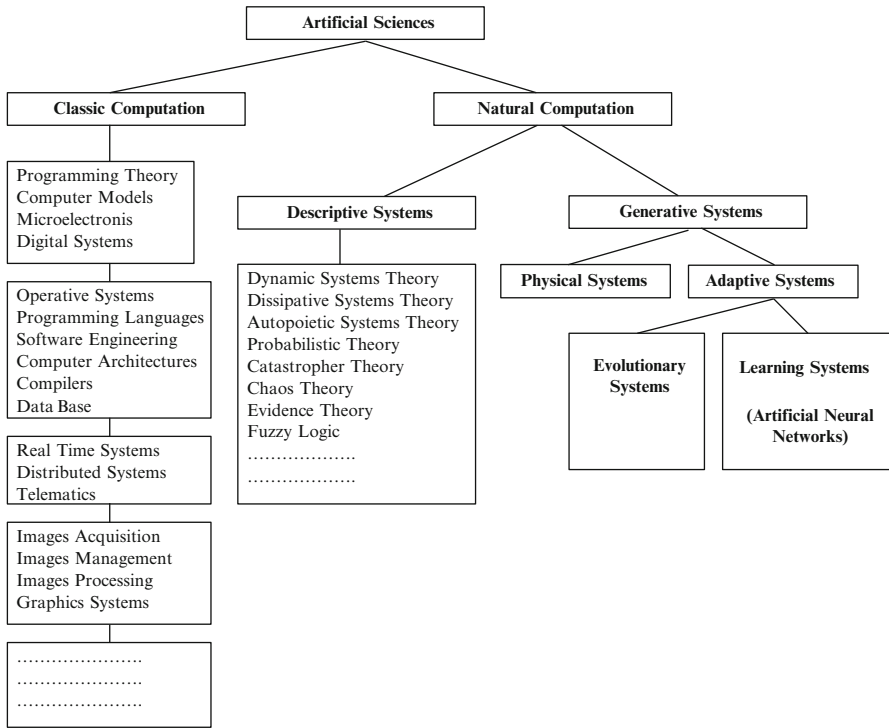 Artificial Sciences
Classic Computation
Natural Computation
Programming Theory
Computer Models
Microelectronis
Digital Systems
Operative Systems
Programming Languages
Software Engineering
Computer Architectures
Compilers
Data Base
Real Time Systems
Distributed Systems
Telematics
Images Acquisition
Images Management
Images Processing
Graphics Systems
......................
......................
......................
Descriptive Systems
Dynamic Systems Theory
Dissipative Systems Theory
Autopoietic Systems Theory
Probabilistic Theory
Catastropher Theory
Chaos Theory
Evidence Theory
Fuzzy Logic
...................
...................
Generative Systems
Physical Systems
Adaptive Systems
Evolutionary
Systems
Learning Systems
(Artificial Neural
Networks)